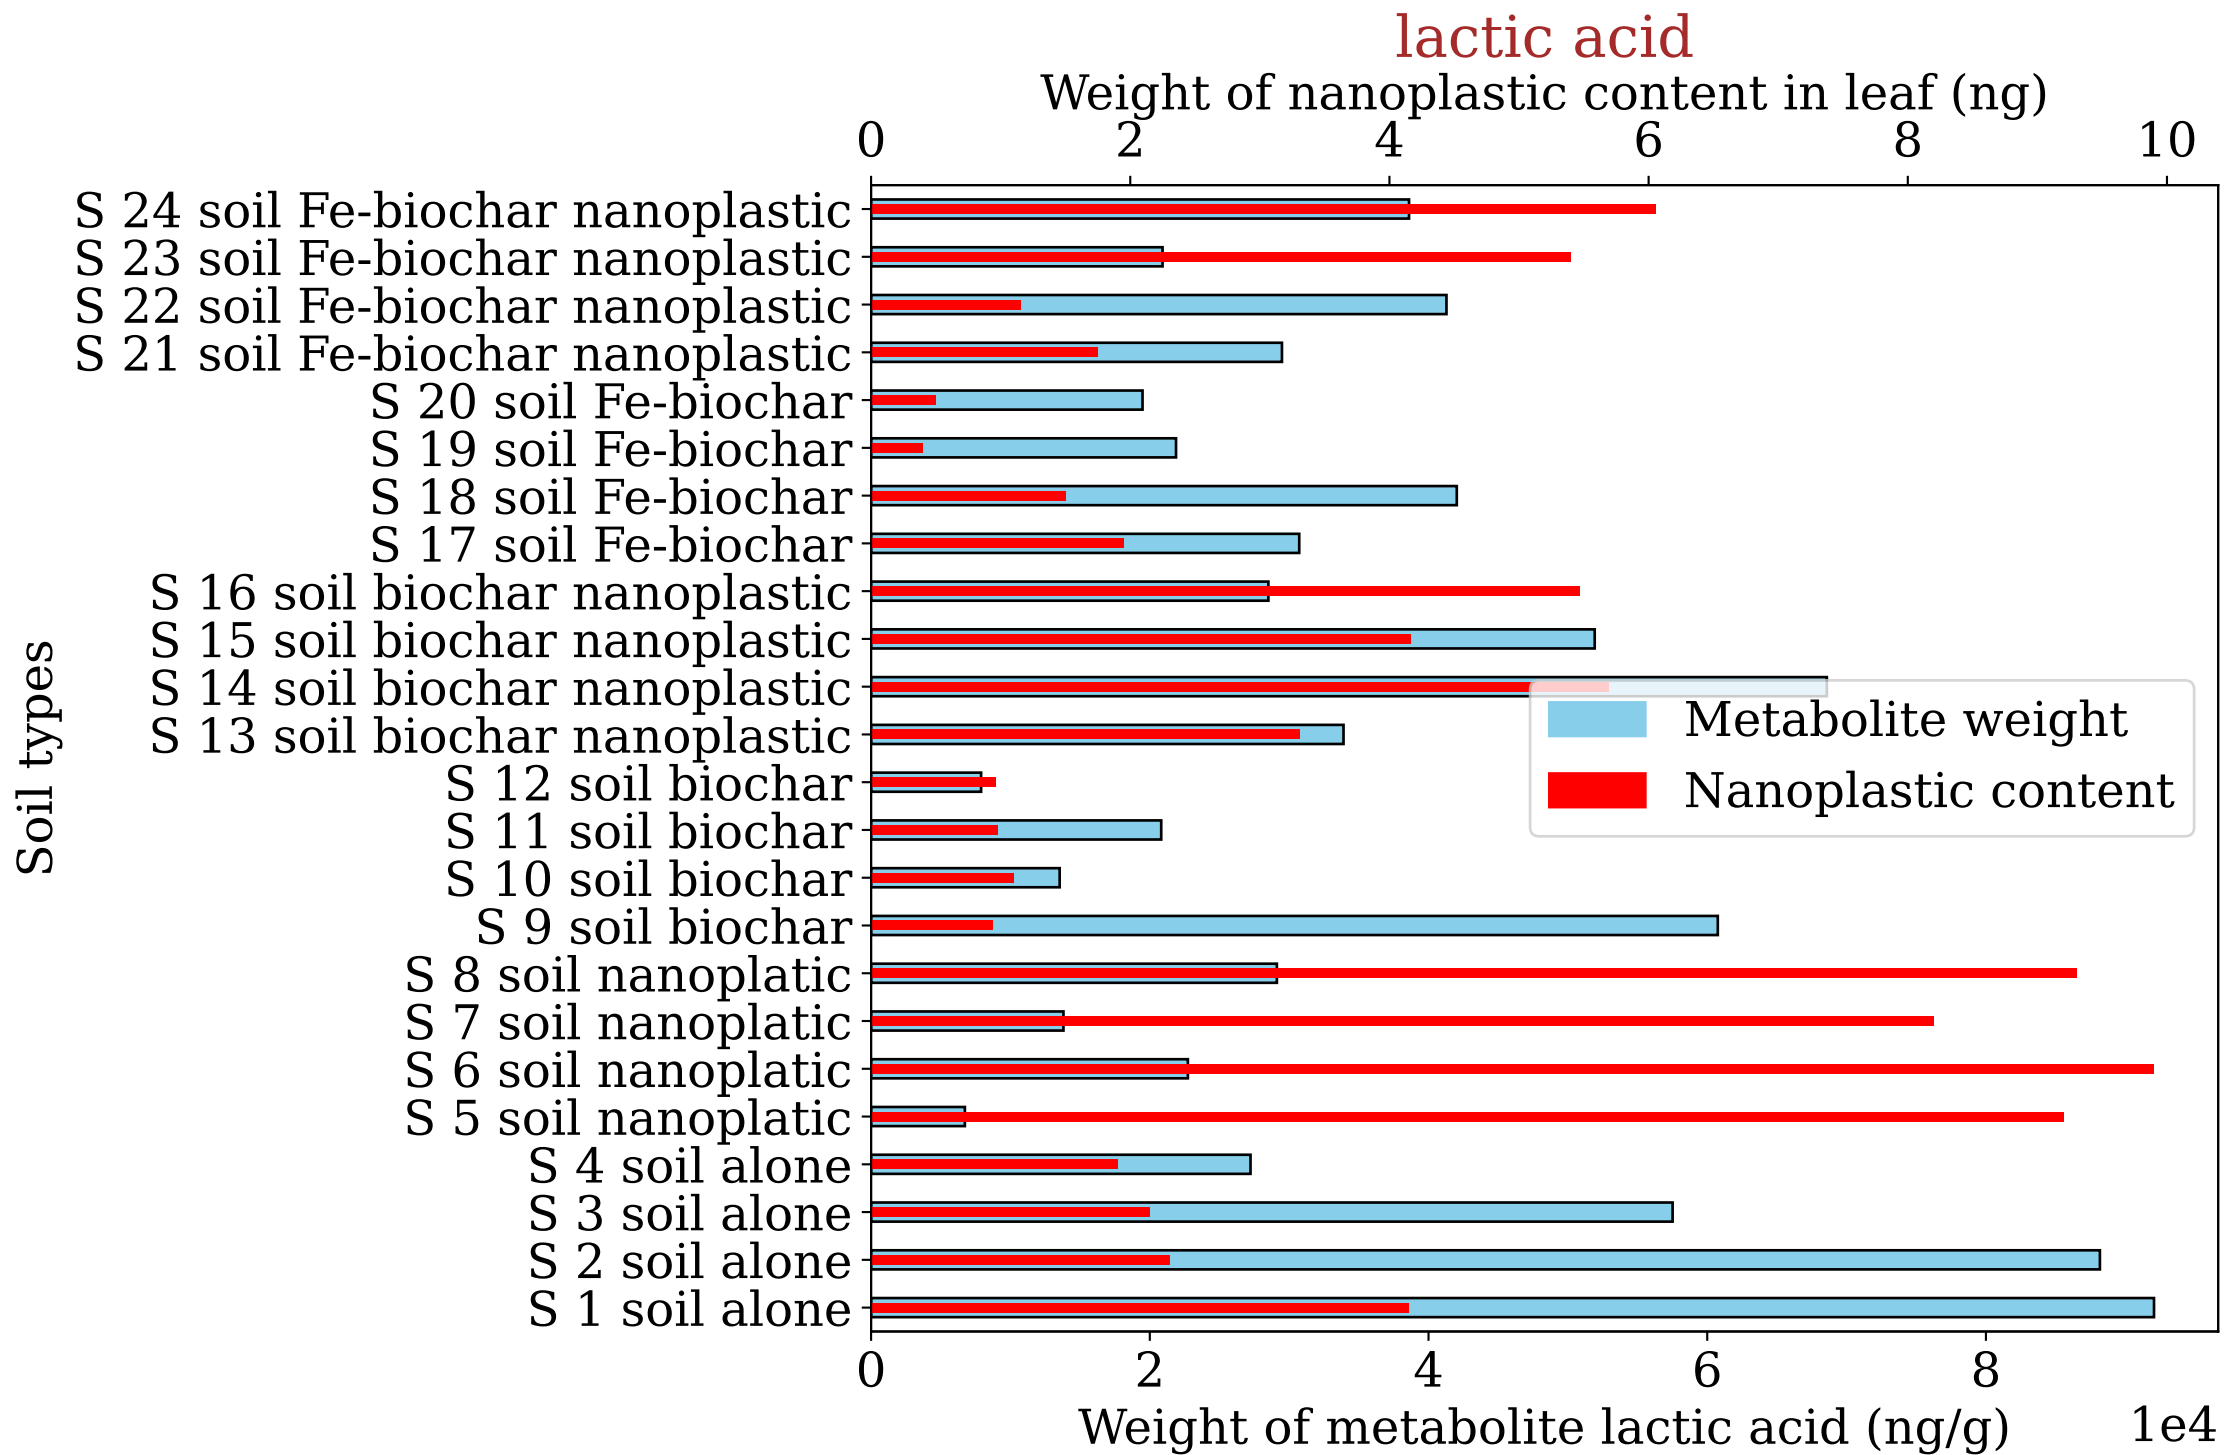 lactic acid
Weight of nanoplastic content in leaf (ng)
0 2 4 6 8 10
S 24 soil Fe-biochar nanoplastic
S 23 soil Fe-biochar nanoplastic
S 22 soil Fe-biochar nanoplastic
S 21 soil Fe-biochar nanoplastic
S 20 soil Fe-biochar
S 19 soil Fe-biochar
S 18 soil Fe-biochar
S 17 soil Fe-biochar
S 16 soil biochar nanoplastic
S 15 soil biochar nanoplastic
S 14 soil biochar nanoplastic
S 13 soil biochar nanoplastic
S 12 soil biochar
S 11 soil biochar
S 10 soil biochar
S 9 soil biochar
S 8 soil nanoplatic
S 7 soil nanoplatic
S 6 soil nanoplatic
S 5 soil nanoplatic
S 4 soil alone
S 3 soil alone
S 2 soil alone
S 1 soil alone
Soil types
Metabolite weight
Nanoplastic content
0 2 4 6 8
Weight of metabolite lactic acid (ng/g)
1e4